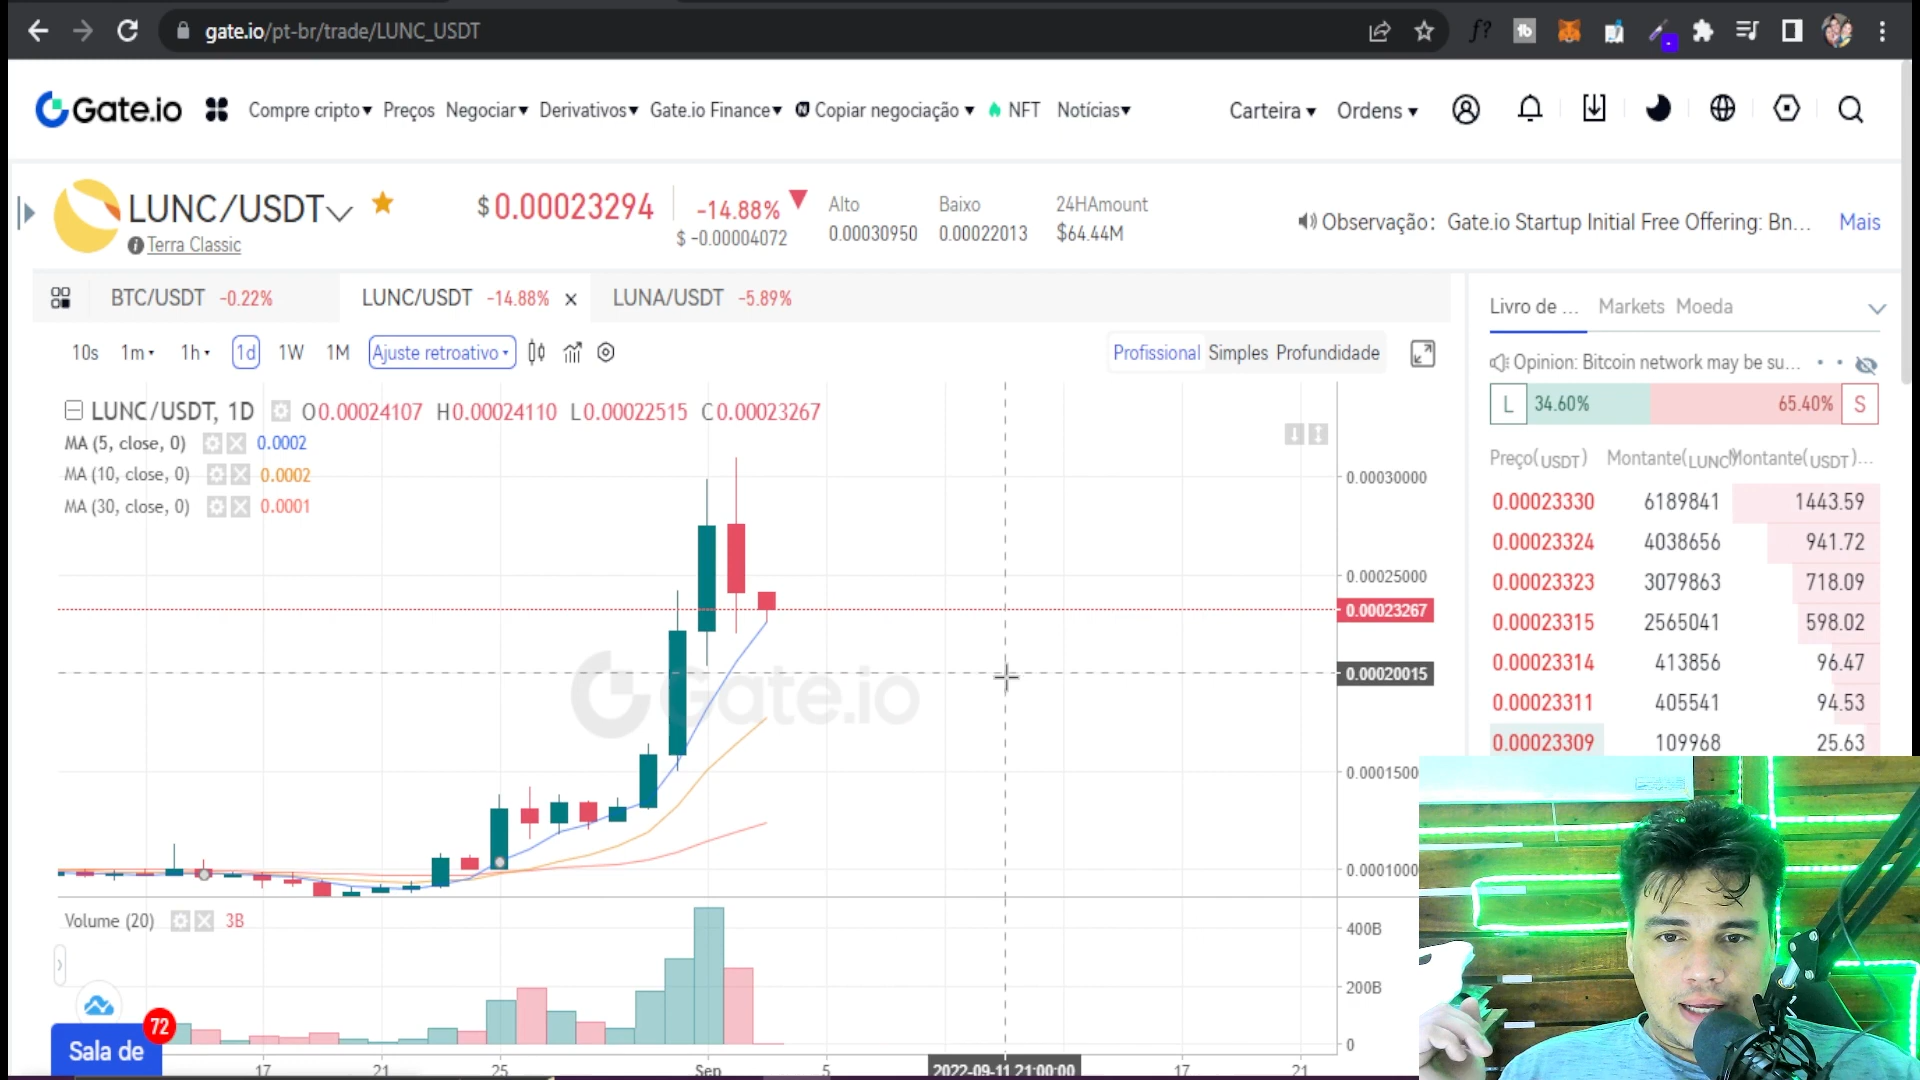 gate.io/pt-br/trade/LUNC_USDT
Gate.io Compre cripto Preços Negociar Derivativos Gate.io Finance Copiar negociação NFT Notícias Carteira Ordens
LUNC/USDT
Terra Classic
$ 0.00023294
-14.88%
$ -0.00004072
Alto
0.00030950
Baixo
0.00022013
24HAmount
$64.44M
Observação: Gate.io Startup Initial Free Offering: Bn... Mais
BTC/USDT -0.22% LUNC/USDT -14.88% LUNA/USDT -5.89%
10s 1m 1h 1d 1W 1M Ajuste retroativo Profissional Simples Profundidade
LUNC/USDT, 1D O0.00024107 H0.00024110 L0.00022515 C0.00023267
MA (5, close, 0) 0.0002
MA (10, close, 0) 0.0002
MA (30, close, 0) 0.0001
0.00030000
0.00025000
0.00023267
0.00020015
0.00015000
0.00010000
Gate.io
Volume (20) 3B
400B
200B
0
72
Sala de
17 21 25 Sep 5 2022-09-11 21:00:00 17 21
Livro de ... Markets Moeda
Opinion: Bitcoin network may be su...
L 34.60% 65.40% S
Preço(USDT) Montante(LUNC) Montante(USDT)...
0.00023330 6189841 1443.59
0.00023324 4038656 941.72
0.00023323 3079863 718.09
0.00023315 2565041 598.02
0.00023314 413856 96.47
0.00023311 405541 94.53
0.00023309 109968 25.63